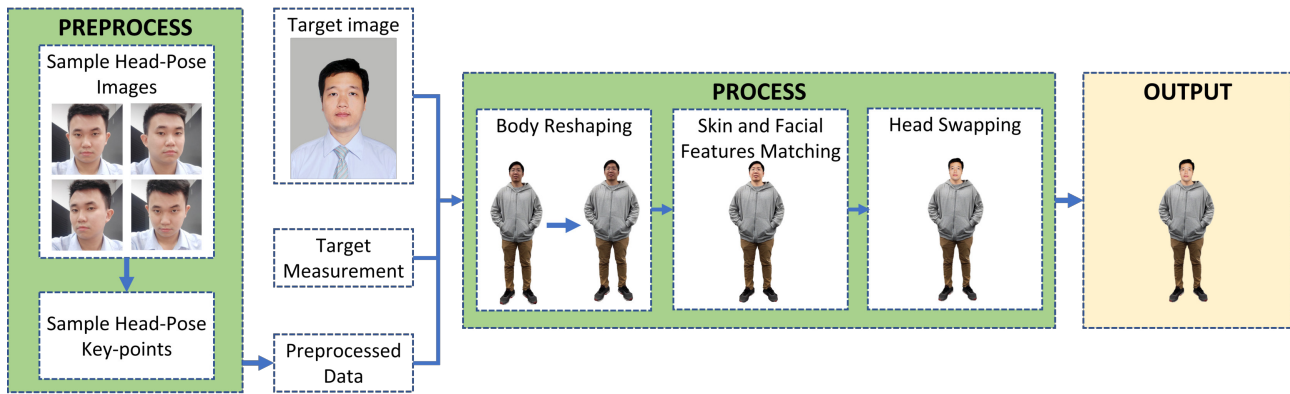 PREPROCESS
Sample Head-Pose
Images
Sample Head-Pose
Key-points
Target image
Target
Measurement
Preprocessed
Data
PROCESS
Body Reshaping
Skin and Facial
Features Matching
Head Swapping
OUTPUT